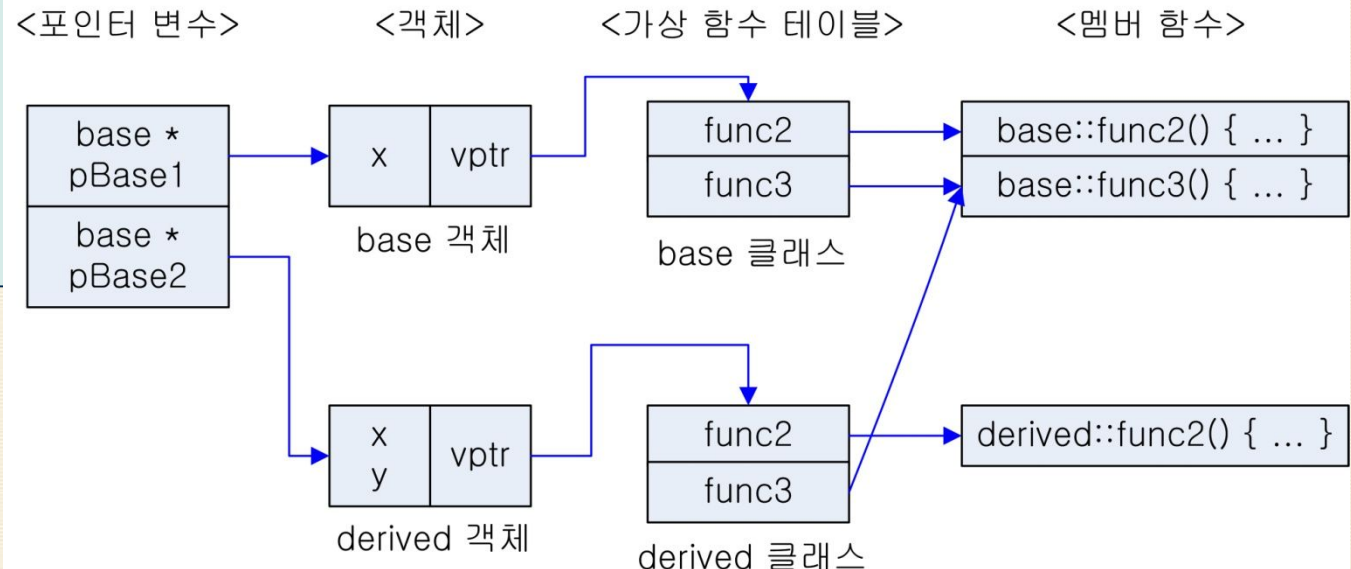 <포인터 변수>
<객체>
<가상 함수 테이블>
<멤버 함수>
base *
pBase1
base *
pBase2
x
vptr
base 객체
func2
func3
base 클래스
base::func2() { ... }
base::func3() { ... }
x
y
vptr
derived 객체
func2
func3
derived 클래스
derived::func2() { ... }